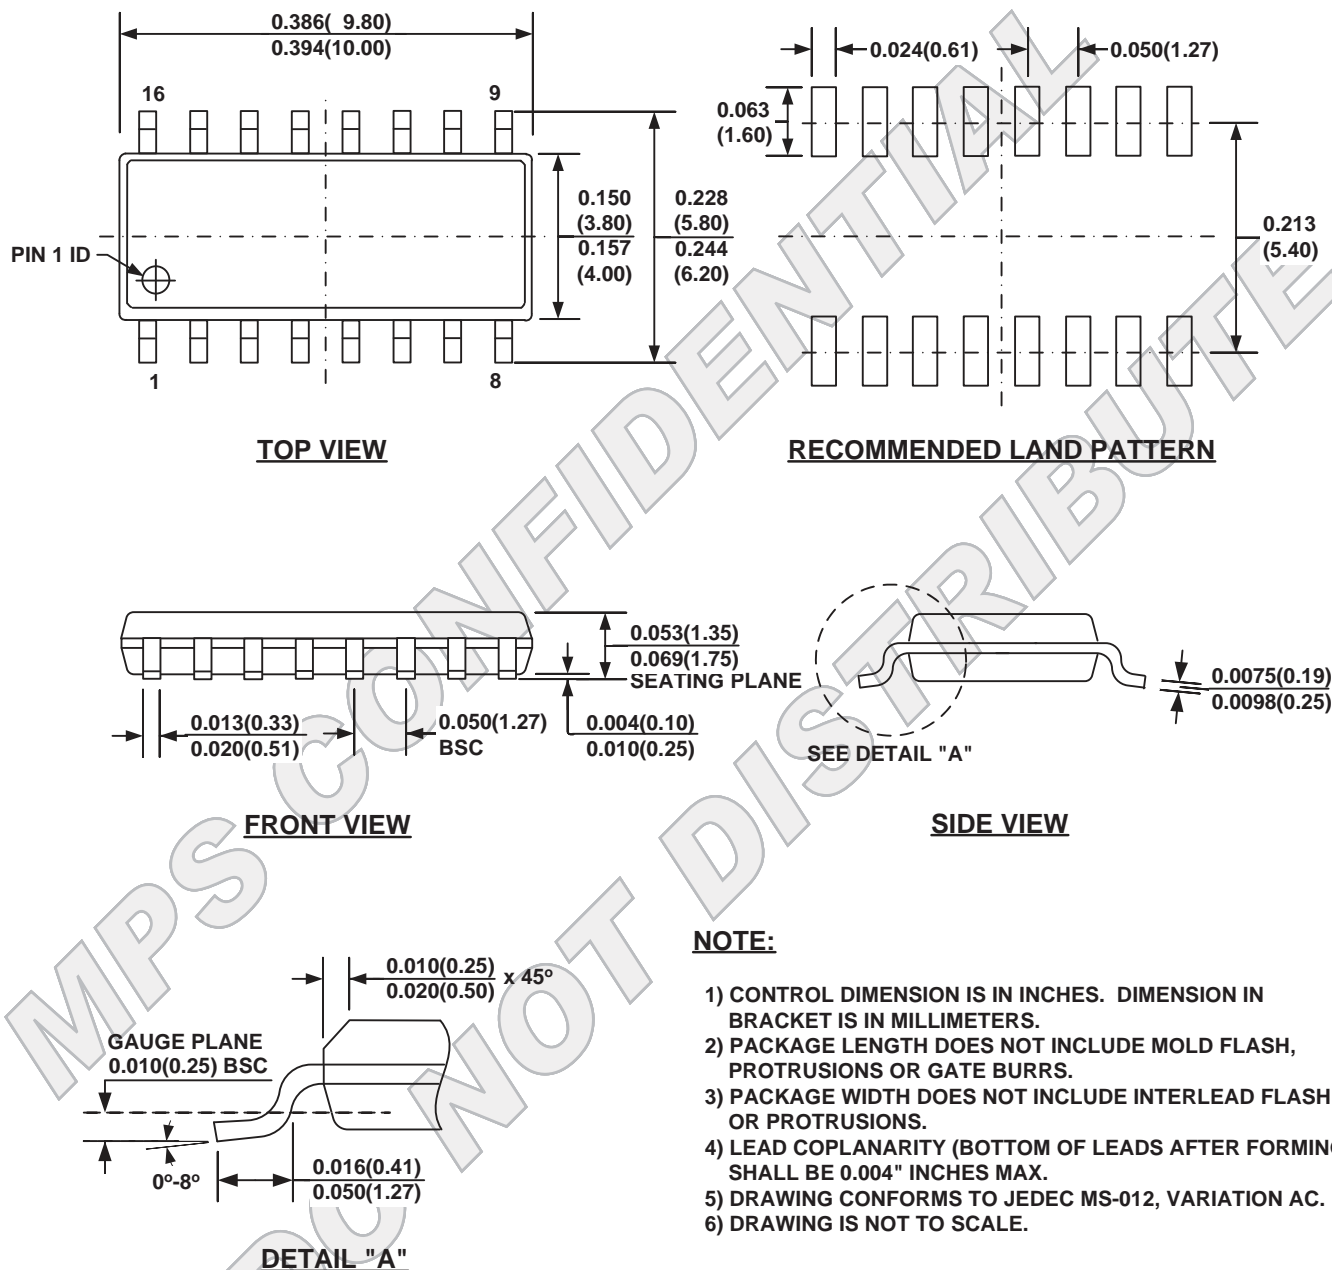 0.386( 9.80)
0.394(10.00)
16
9
PIN 1 ID
0.150
(3.80)
0.157
(4.00)
0.228
(5.80)
0.244
(6.20)
1
8
TOP VIEW
0.024(0.61)
0.050(1.27)
0.063
(1.60)
0.213
(5.40)
RECOMMENDED LAND PATTERN
0.053(1.35)
0.069(1.75)
SEATING PLANE
0.013(0.33)
0.020(0.51)
0.050(1.27)
BSC
0.004(0.10)
0.010(0.25)
FRONT VIEW
0.0075(0.19)
0.0098(0.25)
SEE DETAIL "A"
SIDE VIEW
0.010(0.25)
0.020(0.50)
x 45º
GAUGE PLANE
0.010(0.25) BSC
0º-8º
0.016(0.41)
0.050(1.27)
DETAIL "A"
NOTE:
1) CONTROL DIMENSION IS IN INCHES. DIMENSION IN
BRACKET IS IN MILLIMETERS.
2) PACKAGE LENGTH DOES NOT INCLUDE MOLD FLASH,
PROTRUSIONS OR GATE BURRS.
3) PACKAGE WIDTH DOES NOT INCLUDE INTERLEAD FLASH
OR PROTRUSIONS.
4) LEAD COPLANARITY (BOTTOM OF LEADS AFTER FORMING
SHALL BE 0.004" INCHES MAX.
5) DRAWING CONFORMS TO JEDEC MS-012, VARIATION AC.
6) DRAWING IS NOT TO SCALE.
MPS CONFIDENTIAL
DO NOT DISTRIBUTE